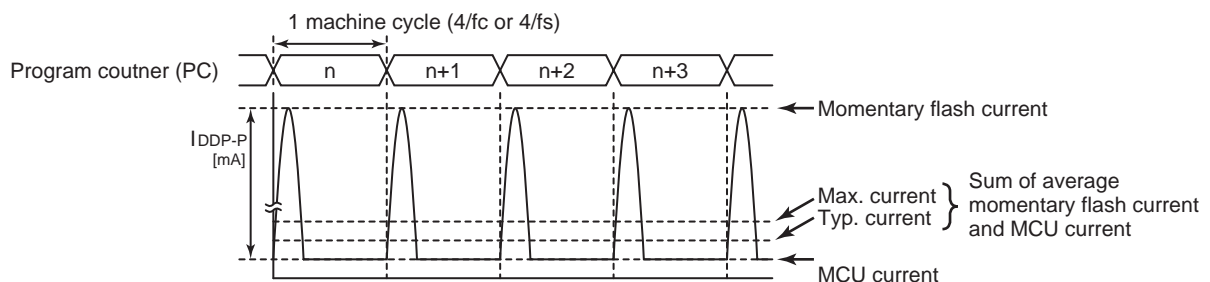 1 machine cycle (4/fc or 4/fs)
Program coutner (PC)
n
n+1
n+2
n+3
Momentary flash current
IDDP-P
[mA]
Max. current
Typ. current
Sum of average
momentary flash current
and MCU current
MCU current